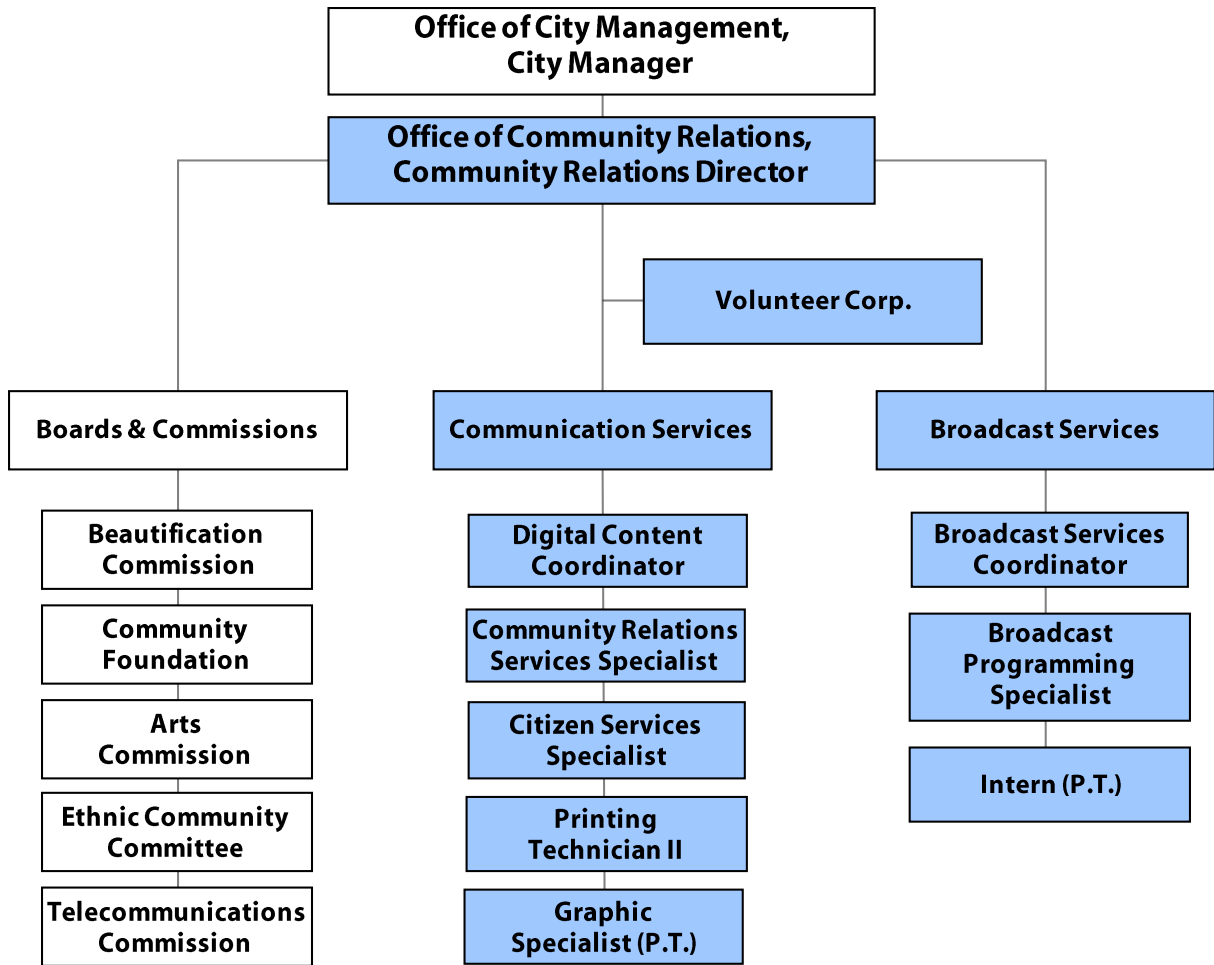 Office of City Management,
City Manager
Office of Community Relations,
Community Relations Director
Volunteer Corp.
Boards & Commissions
Communication Services
Broadcast Services
Beautification
Commission
Community
Foundation
Arts
Commission
Ethnic Community
Committee
Telecommunications
Commission
Digital Content
Coordinator
Community Relations
Services Specialist
Citizen Services
Specialist
Printing
Technician II
Graphic
Specialist (P.T.)
Broadcast Services
Coordinator
Broadcast
Programming
Specialist
Intern (P.T.)